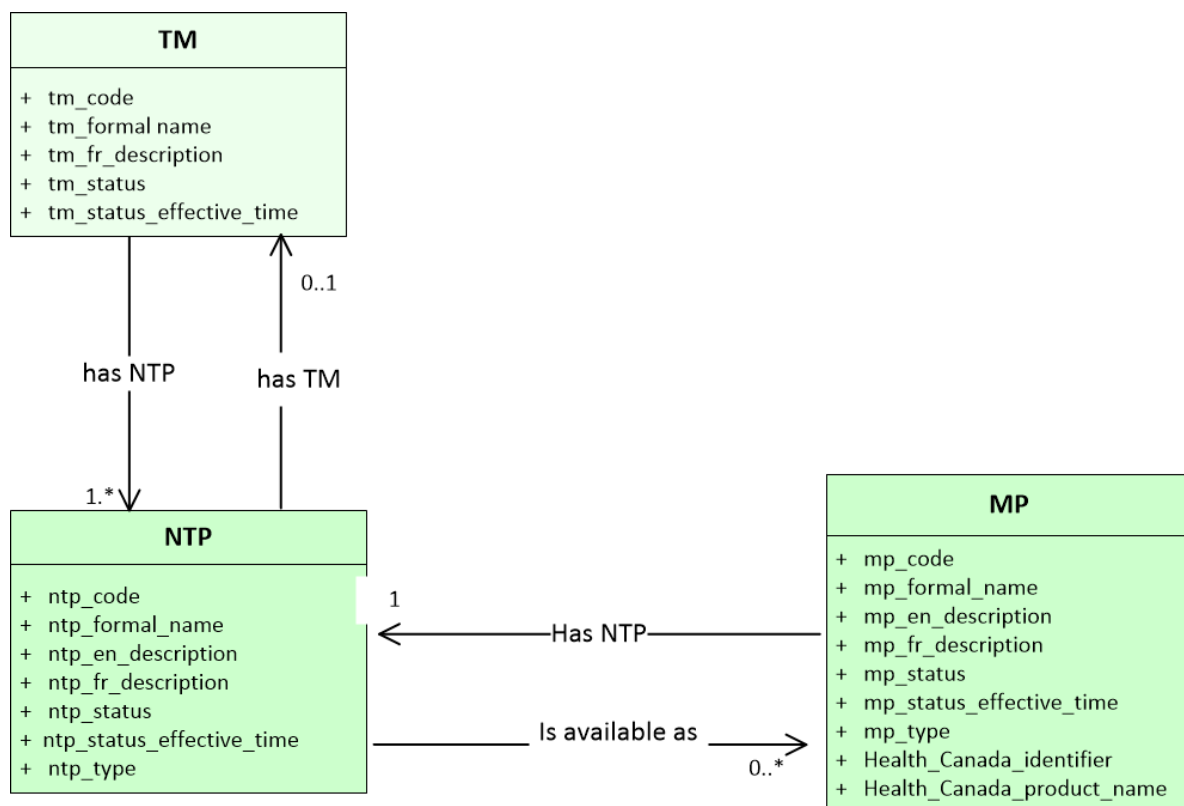 TM
+ tm_code
+ tm_formal name
+ tm_fr_description
+ tm_status
+ tm_status_effective_time
0..1
has NTP
has TM
1.*
NTP
+ ntp_code
+ ntp_formal_name
+ ntp_en_description
+ ntp_fr_description
+ ntp_status
+ ntp_status_effective_time
+ ntp_type
1
Has NTP
Is available as
0..*
MP
+ mp_code
+ mp_formal_name
+ mp_en_description
+ mp_fr_description
+ mp_status
+ mp_status_effective_time
+ mp_type
+ Health_Canada_identifier
+ Health_Canada_product_name